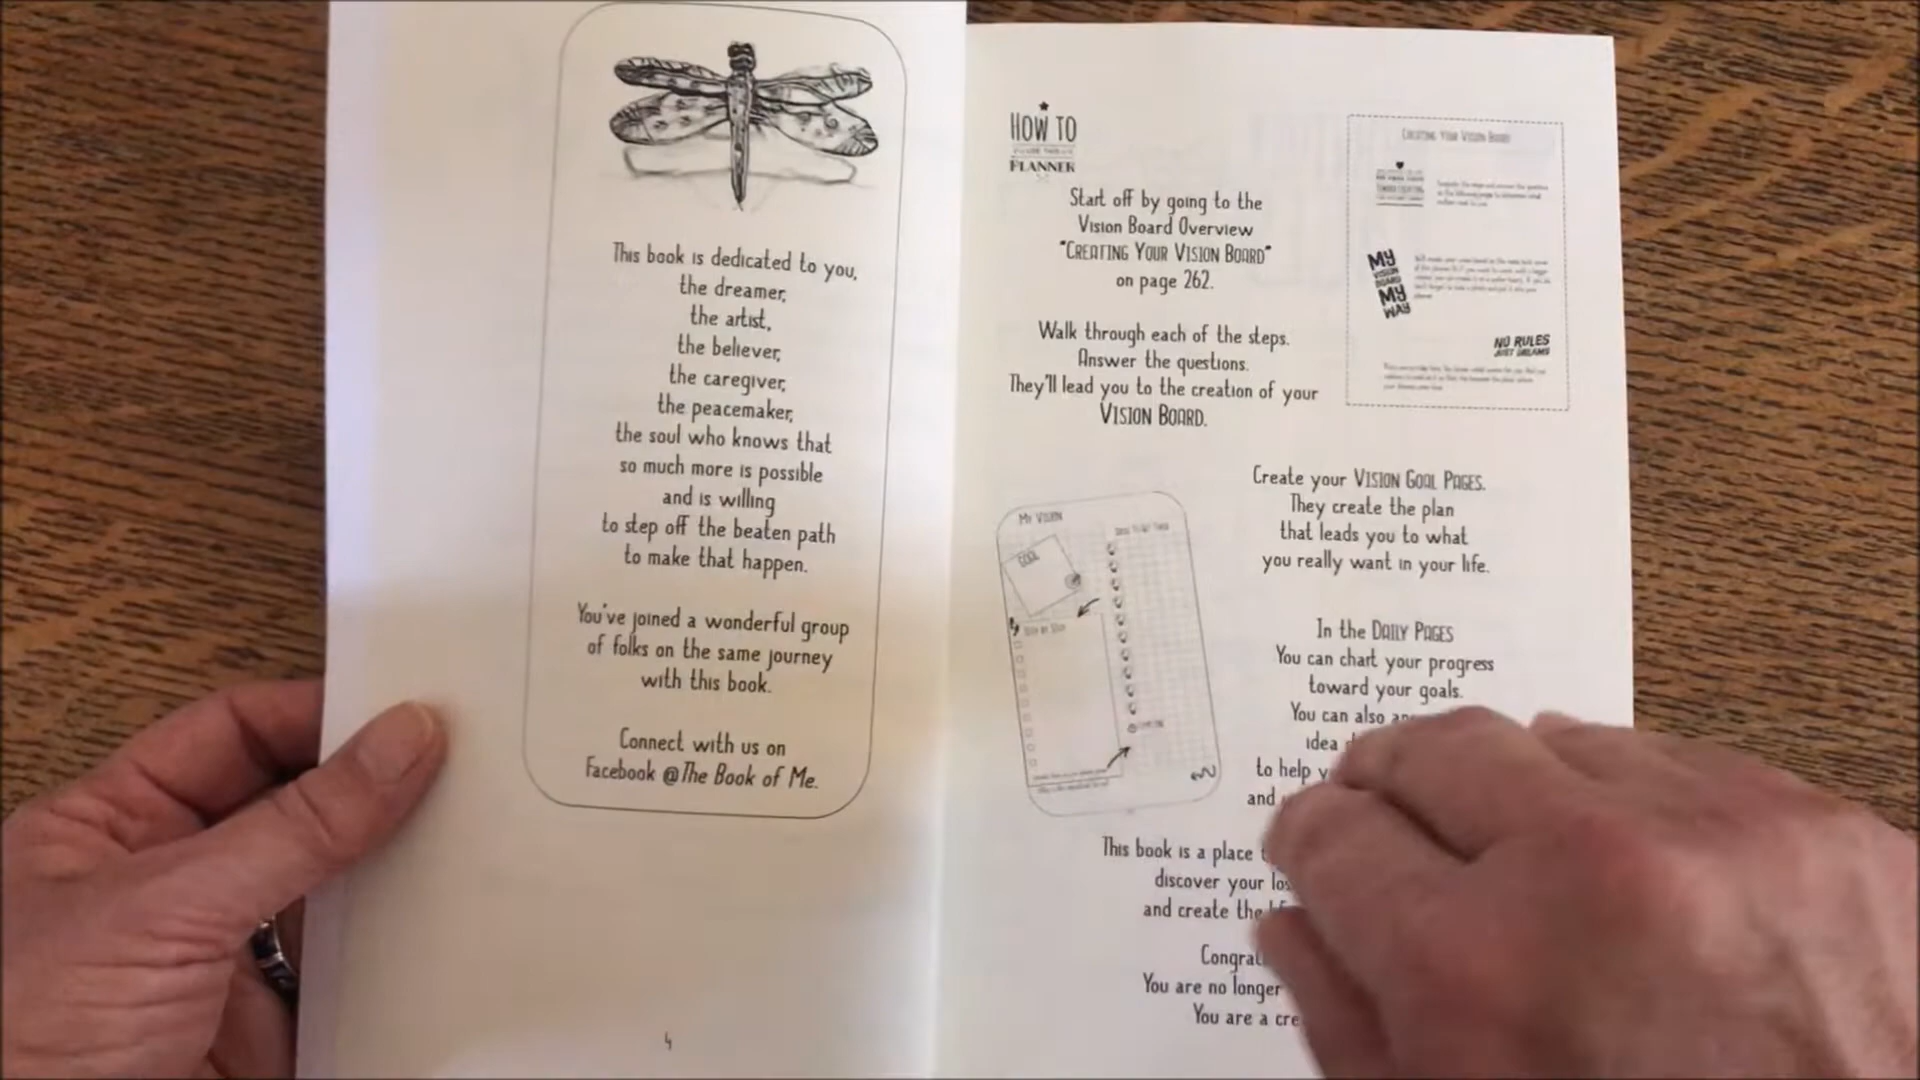 This book is dedicated to you,
the dreamer,
the artist,
the believer,
the caregiver,
the peacemaker,
the soul who knows that
so much more is possible
and is willing
to step off the beaten path
to make that happen.
You've joined a wonderful group
of folks on the same journey
with this book.
Connect with us on
Facebook @The Book of Me.
4
HOW TO
PLANNER
Start off by going to the
Vision Board Overview
"CREATING YOUR VISION BOARD"
on page 262.
Walk through each of the steps.
Answer the questions.
They'll lead you to the creation of your
VISION BOARD.
CREATING YOUR VISION BOARD
MY
VISION
BOARD
MY
WAY
NO RULES
JUST DREAMS
Create your VISION GOAL PAGES.
They create the plan
that leads you to what
you really want in your life.
MY VISION
GOAL
In the DAILY PAGES
You can chart your progress
toward your goals.
You can also
idea
to help
and
This book is a place
discover your
and create the
You are no longer
You are a